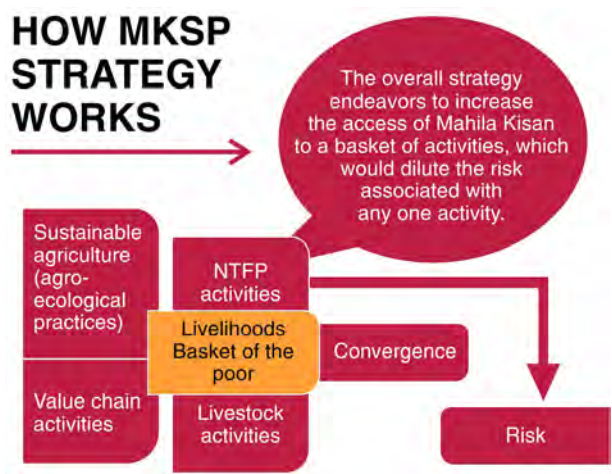 HOW MKSP
STRATEGY
WORKS
The overall strategy
endeavors to increase
the access of Mahila Kisan
to a basket of activities, which
would dilute the risk
associated with
any one activity.
Sustainable
agriculture
(agro-
ecological
practices)
NTFP
activities
Livelihoods
Basket of the
poor
Convergence
Value chain
activities
Livestock
activities
Risk